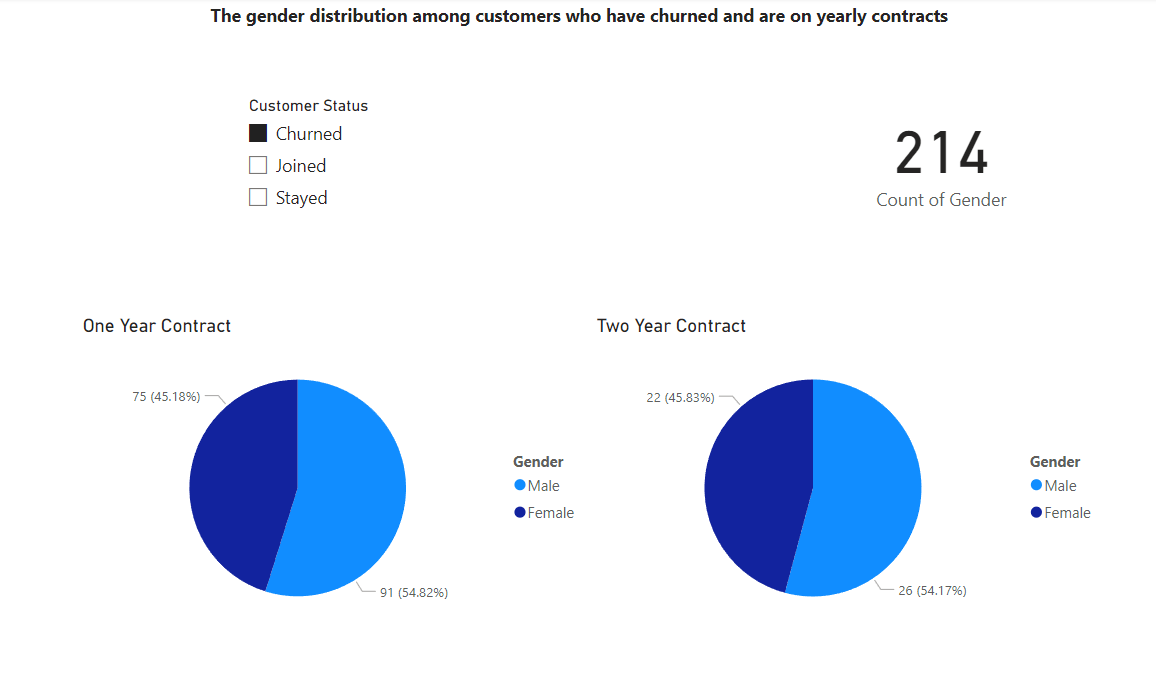 The gender distribution among customers who have churned and are on yearly contracts
Customer Status
Churned
Joined
Stayed
214
Count of Gender
One Year Contract
75 (45.18%)
91 (54.82%)
Gender
Male
Female
Two Year Contract
22 (45.83%)
26 (54.17%)
Gender
Male
Female